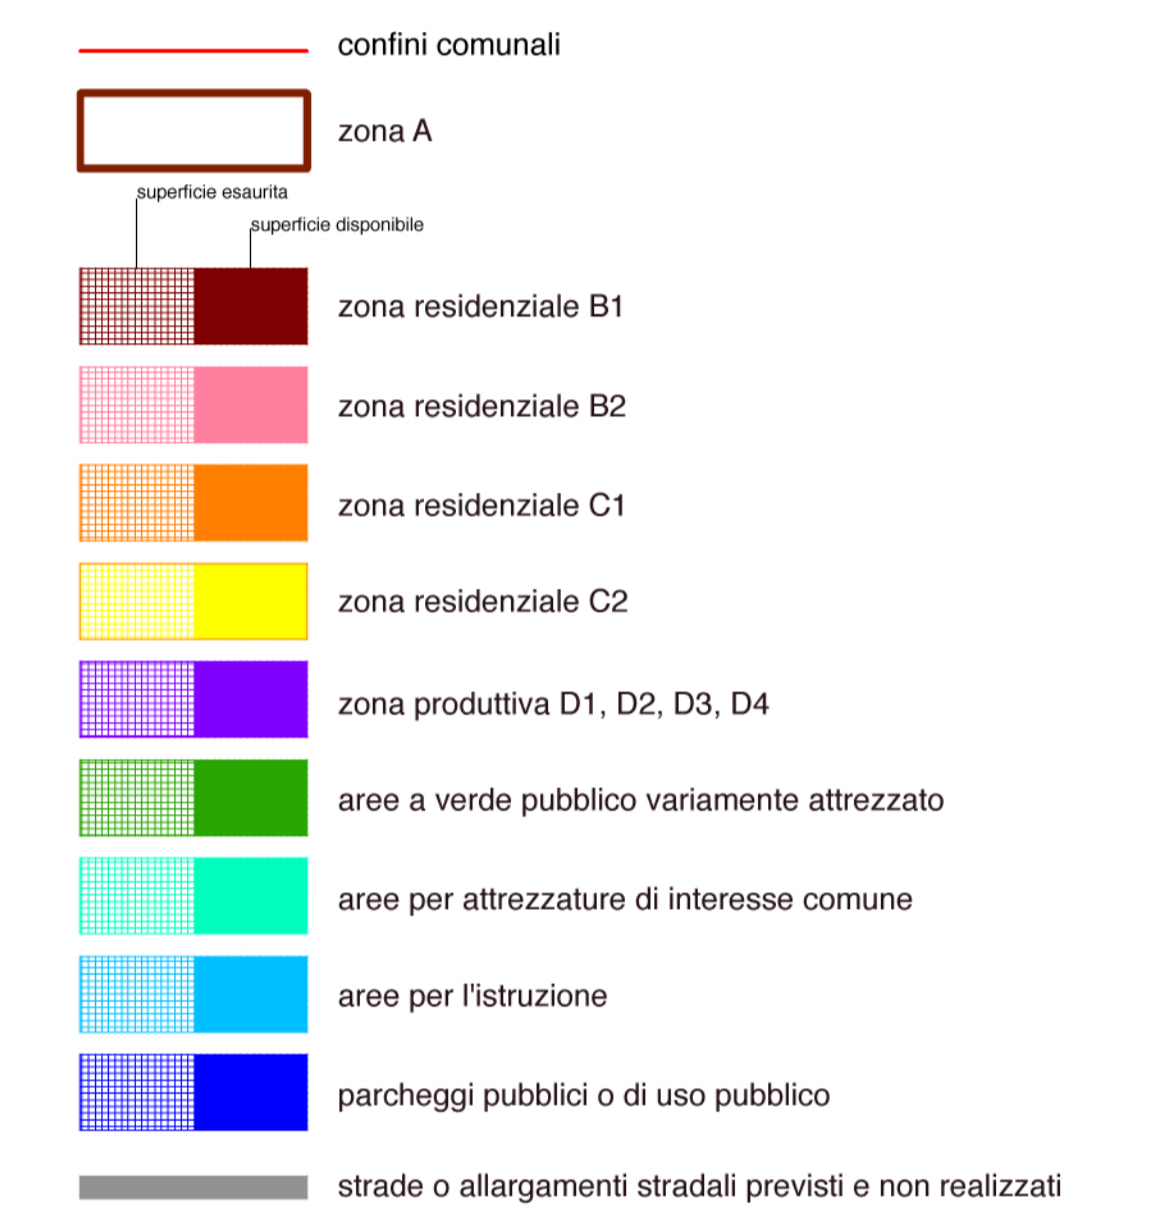 confini comunali
zona A
superficie esaurita
superficie disponibile
zona residenziale B1
zona residenziale B2
zona residenziale C1
zona residenziale C2
zona produttiva D1, D2, D3, D4
aree a verde pubblico variamente attrezzato
aree per attrezzature di interesse comune
aree per l'istruzione
parcheggi pubblici o di uso pubblico
strade o allargamenti stradali previsti e non realizzati